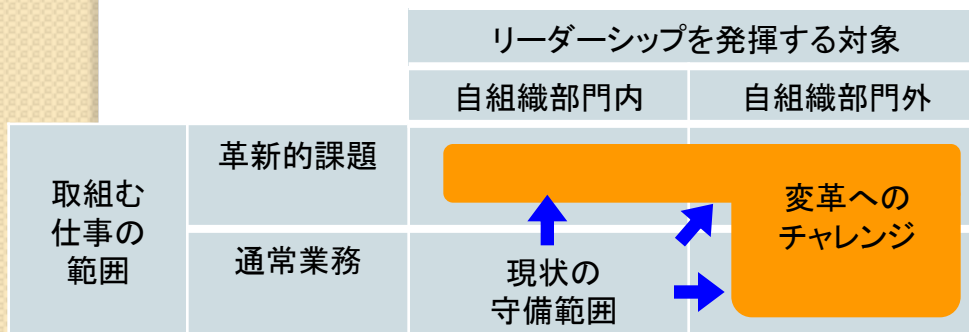 リーダーシップを発揮する対象
自組織部門内
自組織部門外
取組む
仕事の
範囲
革新的課題
変革への
チャレンジ
通常業務
現状の
守備範囲